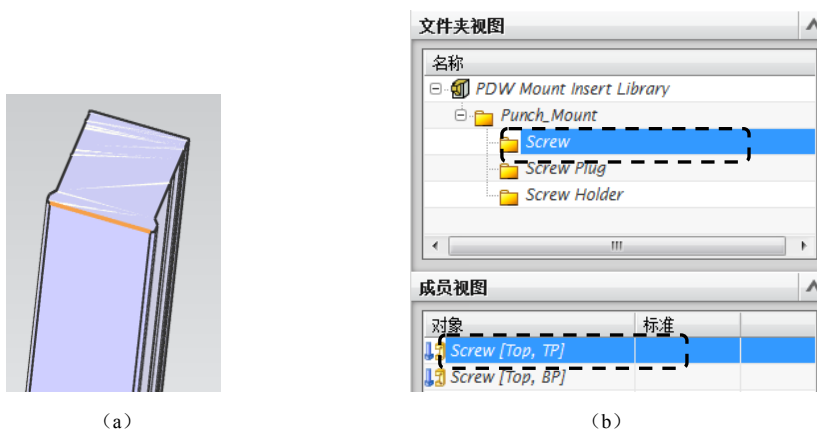 文件夹视图
名称
PDW Mount Insert Library
Punch_Mount
Screw
Screw Plug
Screw Holder
成员视图
对象 标准
Screw [Top, TP]
Screw [Top, BP]
（a） （b）